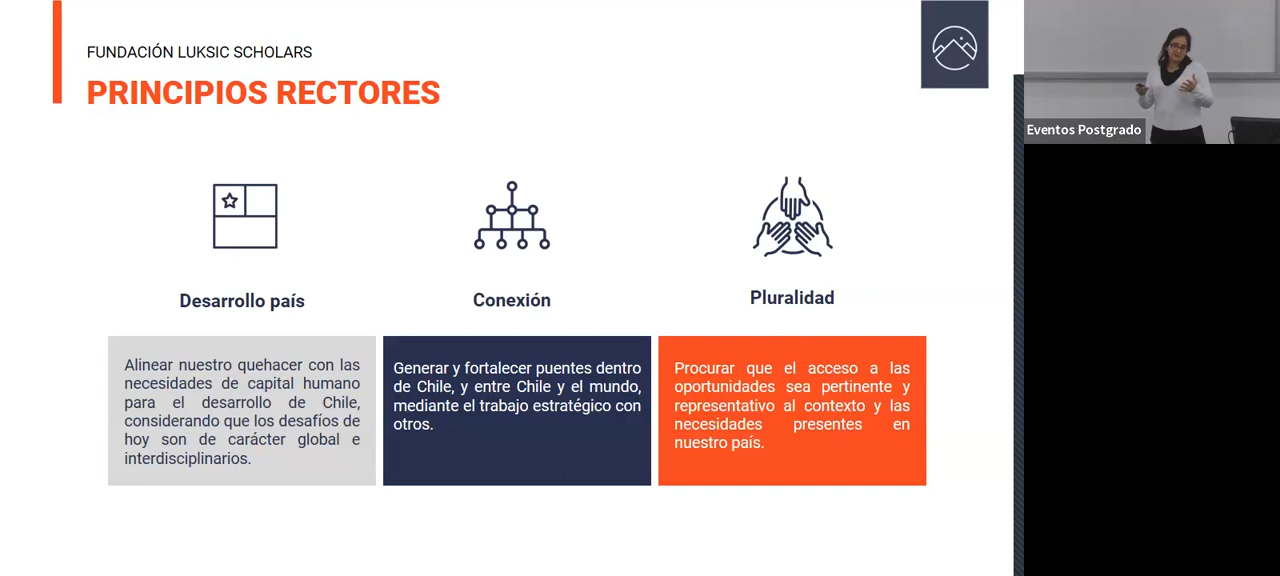 FUNDACIÓN LUKSIC SCHOLARS
PRINCIPIOS RECTORES
Eventos Postgrado
Desarrollo país
Conexión
Pluralidad
Alinear nuestro quehacer con las
necesidades de capital humano
para el desarrollo de Chile,
considerando que los desafíos de
hoy son de carácter global e
interdisciplinarios.
Generar y fortalecer puentes dentro
de Chile, y entre Chile y el mundo,
mediante el trabajo estratégico con
otros.
Procurar que el acceso a las
oportunidades sea pertinente y
representativo al contexto y las
necesidades presentes en
nuestro país.